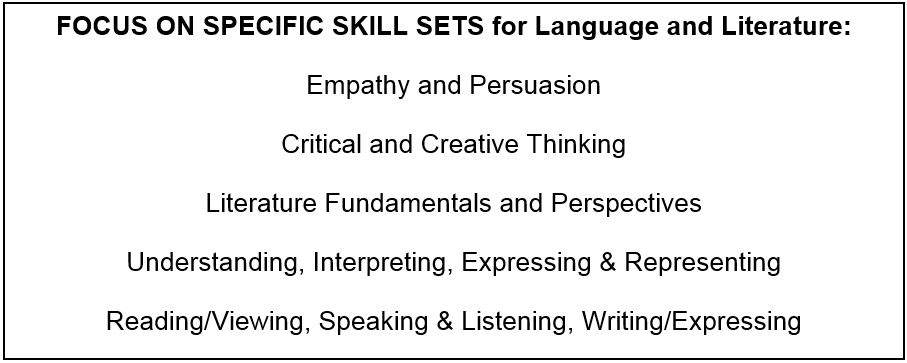 FOCUS ON SPECIFIC SKILL SETS for Language and Literature:
Empathy and Persuasion
Critical and Creative Thinking
Literature Fundamentals and Perspectives
Understanding, Interpreting, Expressing & Representing
Reading/Viewing, Speaking & Listening, Writing/Expressing